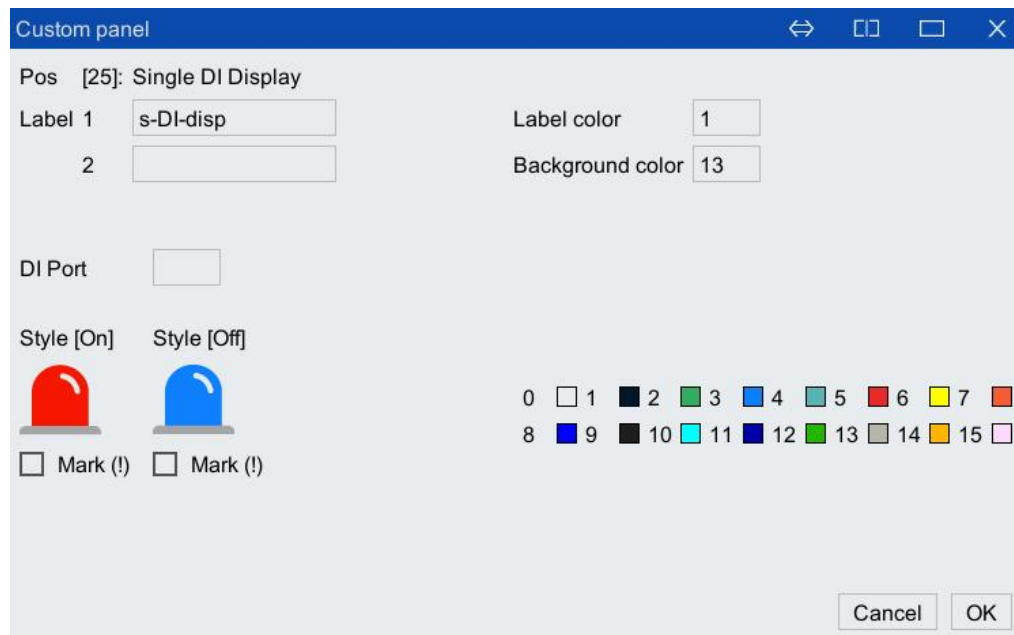 Custom panel
Pos [25]: Single DI Display
Label 1 s-DI-disp Label color 1
2 Background color 13
DI Port
Style [On] Style [Off]
0 1 2 3 4 5 6 7
8 9 10 11 12 13 14 15
Mark (!) Mark (!)
Cancel OK